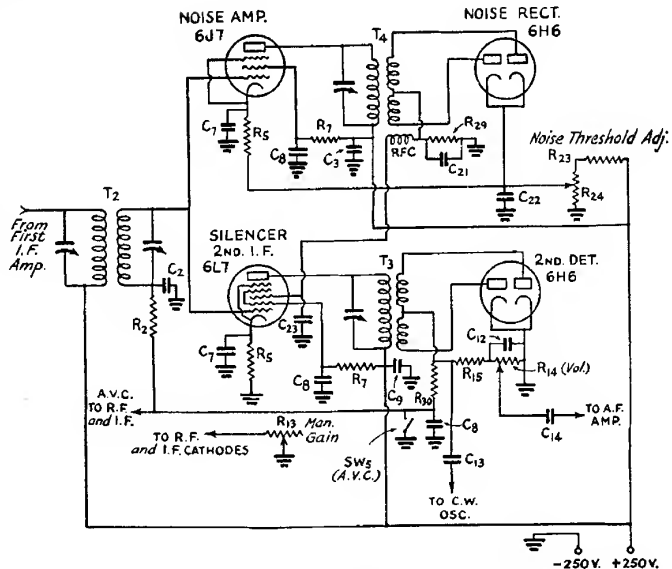 NOISE AMP.
6J7
T4
NOISE RECT.
6H6
C7
R5
C8
R7
C3
RFC
R29
C21
Noise Threshold Adj.
R23
R24
C22
T2
From
First
I.F.
Amp.
C2
R2
SILENCER
2ND. I.F.
6L7
C23
T3
2ND. DET.
6H6
C7
R5
C8
R7
C9
R30
C12
R15
R14 (Vol.)
C8
C13
C14
TO A.F.
AMP.
A.V.C.
TO R.F.
and I.F.
R13
Man.
Gain
TO R.F.
and I.F. CATHODES
SW5
(A.V.C.)
TO C.W.
OSC.
-250V. +250V.